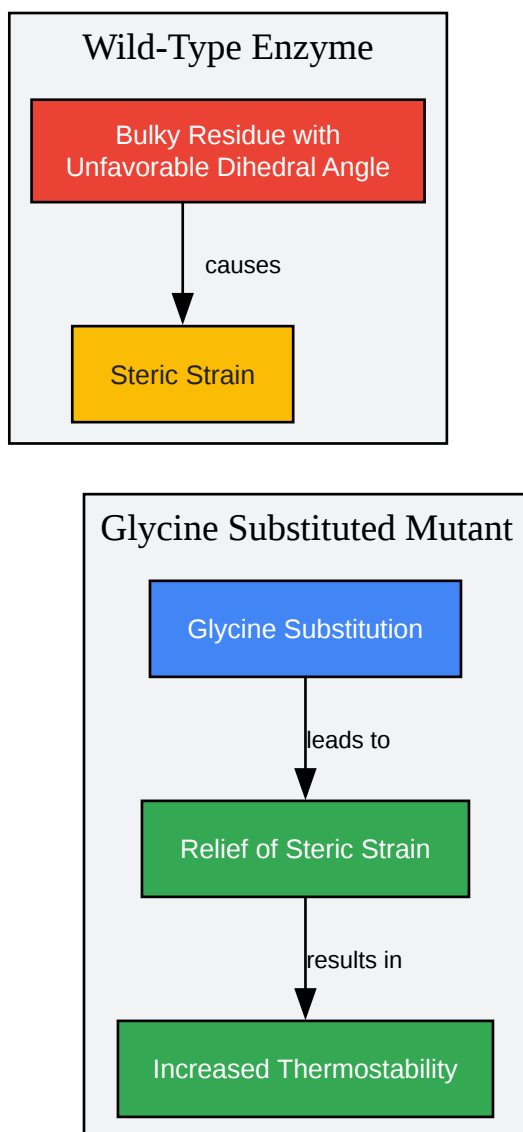 Wild-Type Enzyme
Bulky Residue with
Unfavorable Dihedral Angle
causes
Steric Strain
Glycine Substituted Mutant
Glycine Substitution
leads to
Relief of Steric Strain
results in
Increased Thermostability